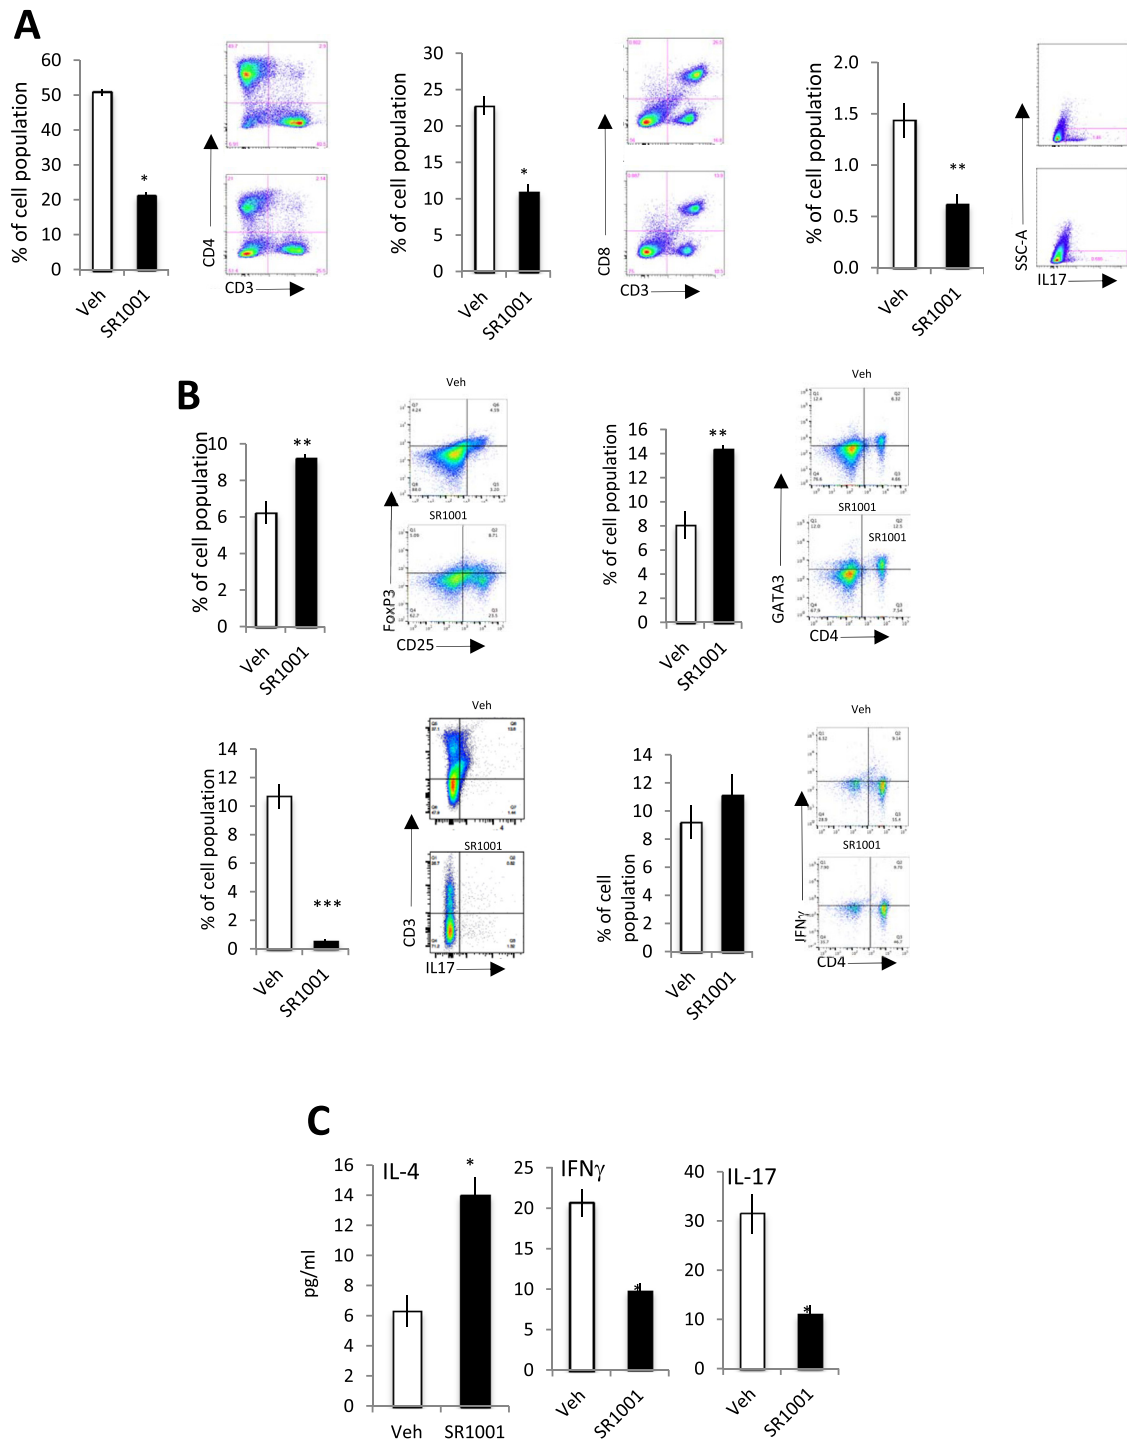 A
60
50
40
30
20
10
0
% of cell population
*
Veh
SR1001
CD4
CD3
30
25
20
15
10
5
0
% of cell population
*
Veh
SR1001
CD8
CD3
2.0
1.5
1.0
0.5
0.0
% of cell population
**
Veh
SR1001
SSC-A
IL17
B
10
8
6
4
2
0
% of cell population
**
Veh
SR1001
Veh
SR1001
FoxP3
CD25
16
14
12
10
8
6
4
2
0
% of cell population
**
Veh
SR1001
Veh
SR1001
SR1001
GATA3
CD4
14
12
10
8
6
4
2
0
% of cell population
***
Veh
SR1001
Veh
SR1001
CD3
IL17
14
12
10
8
6
4
2
0
% of cell
population
Veh
SR1001
Veh
SR1001
IFNγ
CD4
C
16
14
12
10
8
6
4
2
0
pg/ml
IL-4
*
Veh
SR1001
25
20
15
10
5
0
IFNγ
*
Veh
SR1001
40
30
20
10
0
IL-17
*
Veh
SR1001